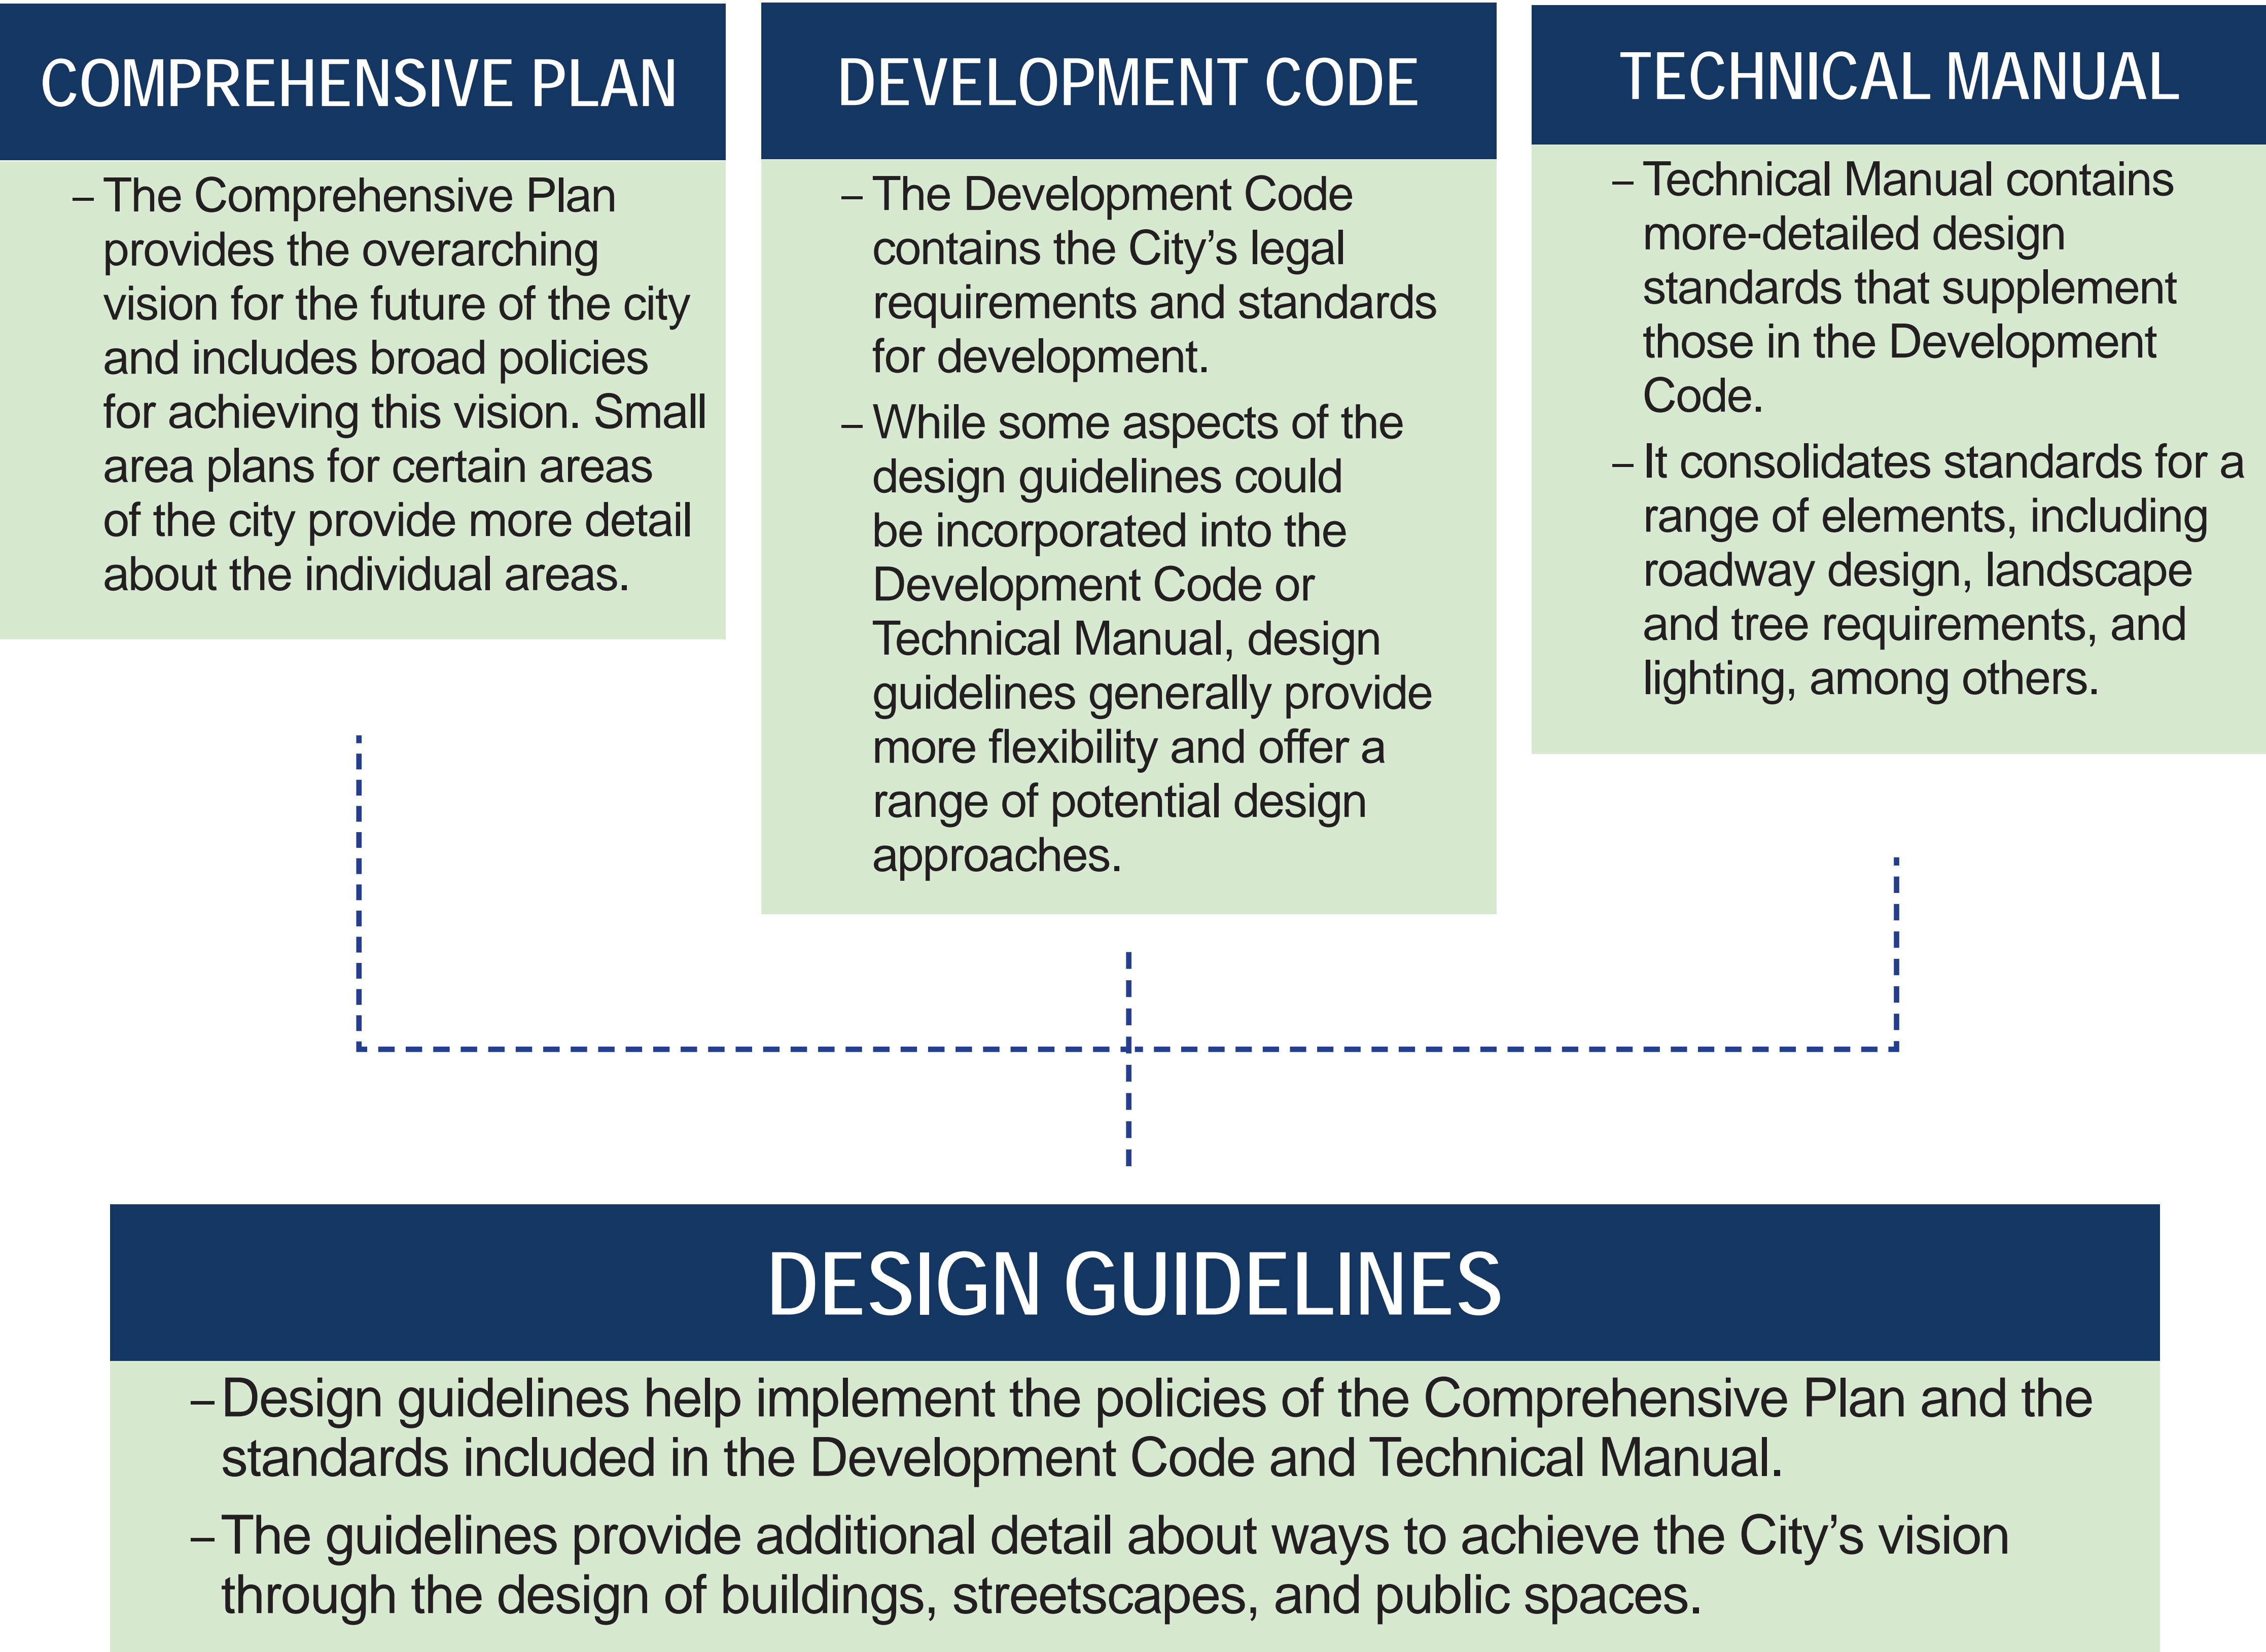 COMPREHENSIVE PLAN
– The Comprehensive Plan
provides the overarching
vision for the future of the city
and includes broad policies
for achieving this vision. Small
area plans for certain areas
of the city provide more detail
about the individual areas.
DEVELOPMENT CODE
– The Development Code
contains the City’s legal
requirements and standards
for development.
– While some aspects of the
design guidelines could
be incorporated into the
Development Code or
Technical Manual, design
guidelines generally provide
more flexibility and offer a
range of potential design
approaches.
TECHNICAL MANUAL
– Technical Manual contains
more-detailed design
standards that supplement
those in the Development
Code.
– It consolidates standards for a
range of elements, including
roadway design, landscape
and tree requirements, and
lighting, among others.
DESIGN GUIDELINES
– Design guidelines help implement the policies of the Comprehensive Plan and the
standards included in the Development Code and Technical Manual.
– The guidelines provide additional detail about ways to achieve the City’s vision
through the design of buildings, streetscapes, and public spaces.